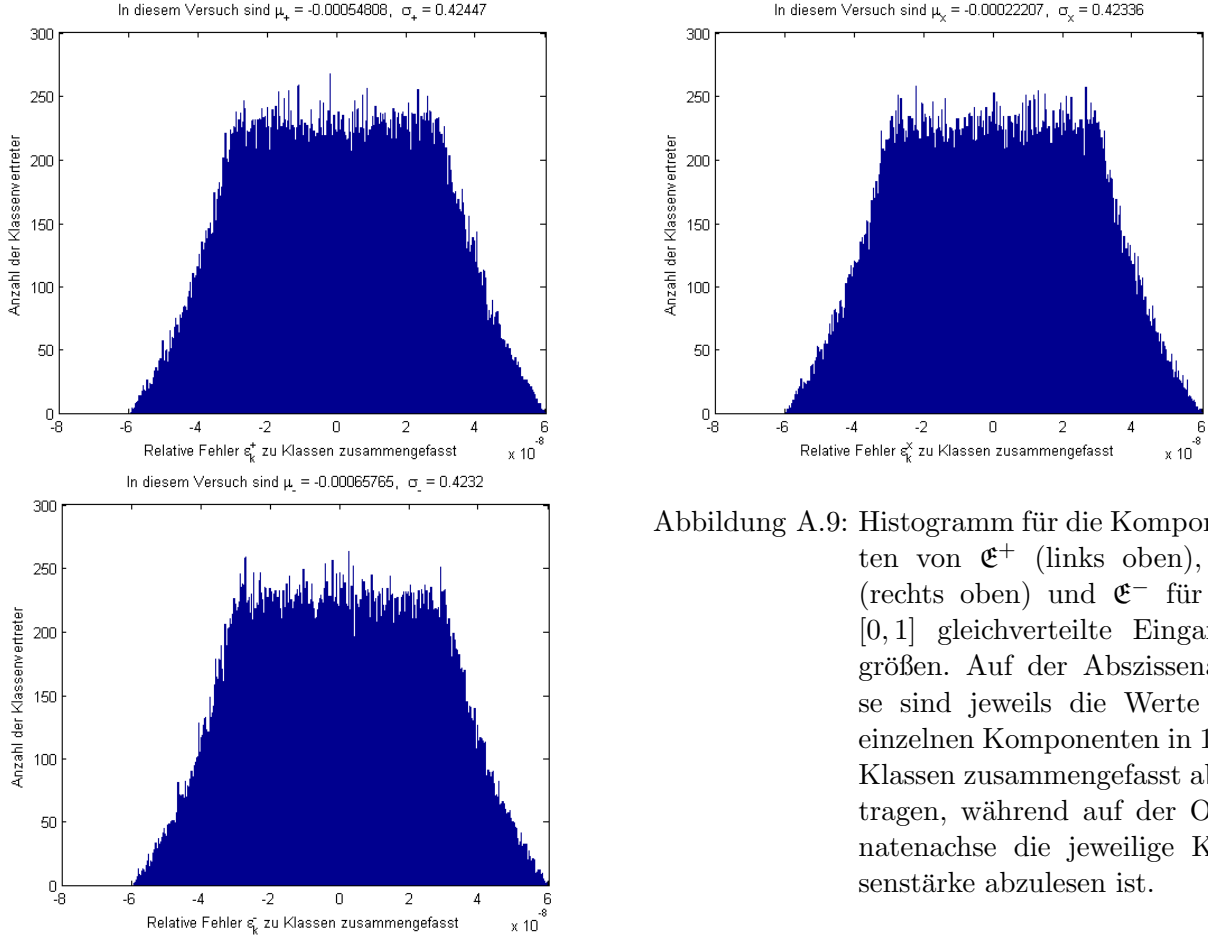 In diesem Versuch sind μ₊ = -0.00054808, σ₊ = 0.42447
300
250
200
150
100
50
0
Anzahl der Klassenvertreter
-8 -6 -4 -2 0 2 4 6
x 10⁻⁸
Relative Fehler ε⁺ₖ zu Klassen zusammengefasst
In diesem Versuch sind μₓ = -0.00022207, σₓ = 0.42336
300
250
200
150
100
50
0
Anzahl der Klassenvertreter
-8 -6 -4 -2 0 2 4 6
x 10⁻⁸
Relative Fehler εˣₖ zu Klassen zusammengefasst
In diesem Versuch sind μ₋ = -0.00065765, σ₋ = 0.4232
300
250
200
150
100
50
0
Anzahl der Klassenvertreter
-8 -6 -4 -2 0 2 4 6
x 10⁻⁸
Relative Fehler ε⁻ₖ zu Klassen zusammengefasst
Abbildung A.9: Histogramm für die Kompon
ten von 𝕰⁺ (links oben),
(rechts oben) und 𝕰⁻ für
[0, 1] gleichverteilte Eingan
größen. Auf der Abszissena
se sind jeweils die Werte
einzelnen Komponenten in 1
Klassen zusammengefasst ab
tragen, während auf der O
natenachse die jeweilige K
senstärke abzulesen ist.